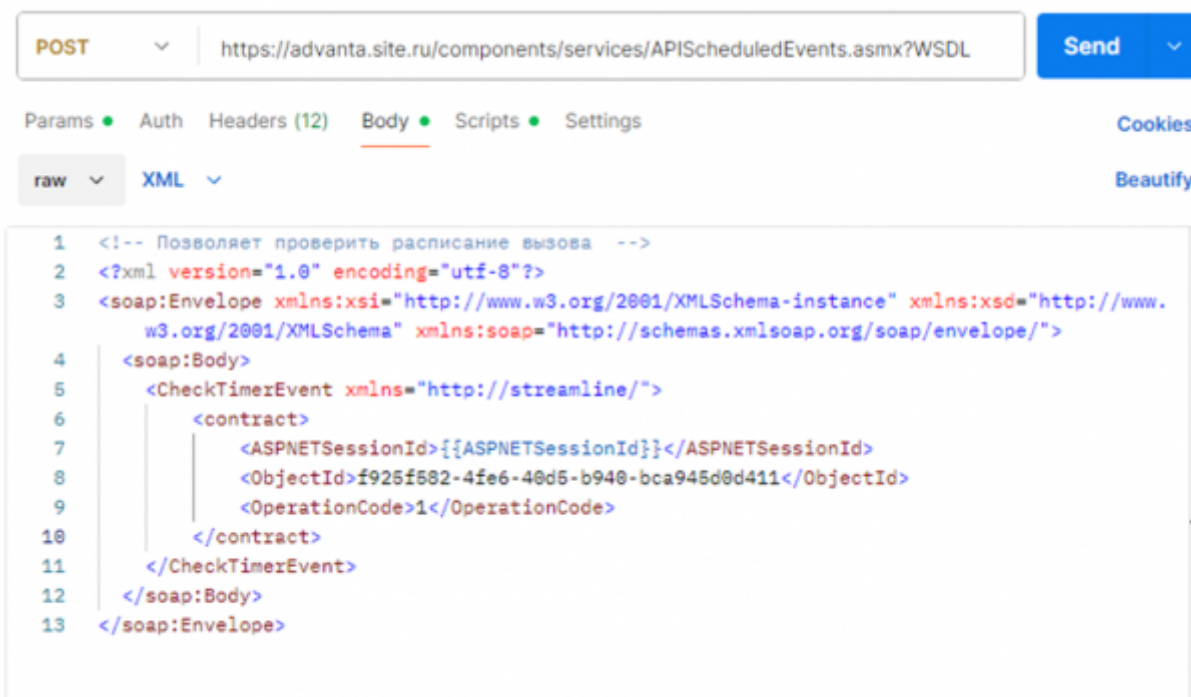 POST https://advanta.site.ru/components/services/APIScheduledEvents.asmx?WSDL Send
Params Auth Headers (12) Body Scripts Settings Cookies
raw XML Beautify
1 <!-- Позволяет проверить расписание вызова -->
2 <?xml version="1.0" encoding="utf-8"?>
3 <soap:Envelope xmlns:xsi="http://www.w3.org/2001/XMLSchema-instance" xmlns:xsd="http://www.
w3.org/2001/XMLSchema" xmlns:soap="http://schemas.xmlsoap.org/soap/envelope/">
4 <soap:Body>
5 <CheckTimerEvent xmlns="http://streamline/">
6 <contract>
7 <ASPNETSessionId>{{ASPNETSessionId}}</ASPNETSessionId>
8 <ObjectId>f925f582-4fe6-40d5-b940-bca945d0d411</ObjectId>
9 <OperationCode>1</OperationCode>
10 </contract>
11 </CheckTimerEvent>
12 </soap:Body>
13 </soap:Envelope>